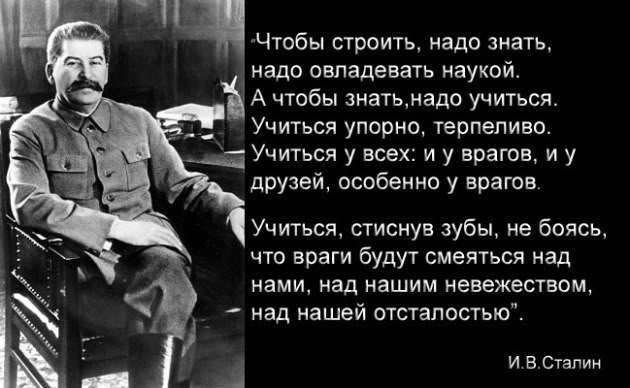 "Чтобы строить, надо знать,
надо овладевать наукой.
А чтобы знать,надо учиться.
Учиться упорно, терпеливо.
Учиться у всех: и у врагов, и у
друзей, особенно у врагов.
Учиться, стиснув зубы, не боясь,
что враги будут смеяться над
нами, над нашим невежеством,
над нашей отсталостью”.
И.В.Сталин